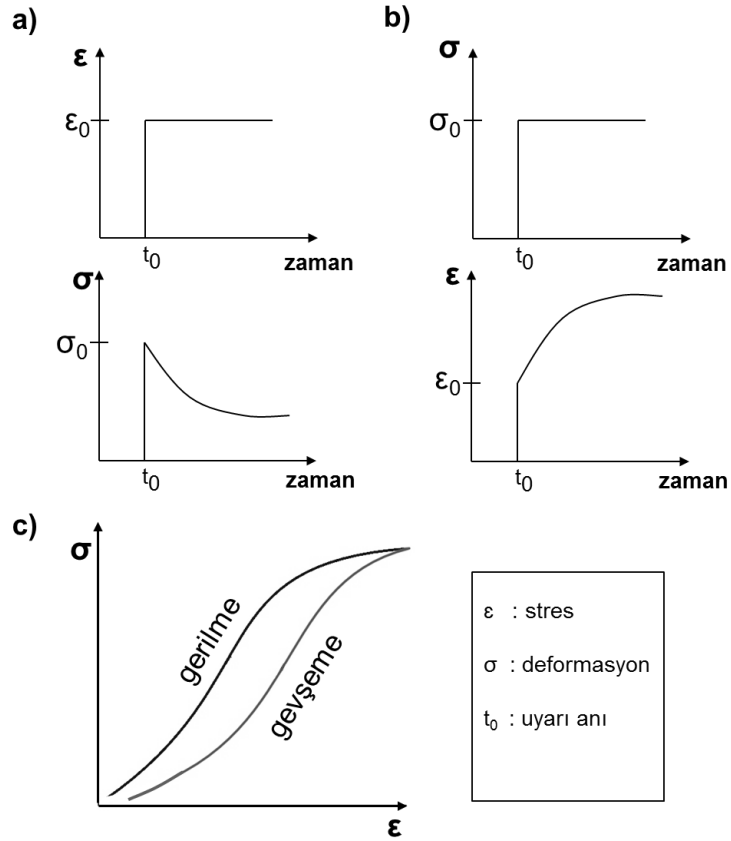 a)
ε
ε0
t0
zaman
σ
σ0
t0
zaman
b)
σ
σ0
t0
zaman
ε
ε0
t0
zaman
c)
σ
gerilme
gevşeme
ε
ε : stres
σ : deformasyon
t0 : uyarı anı